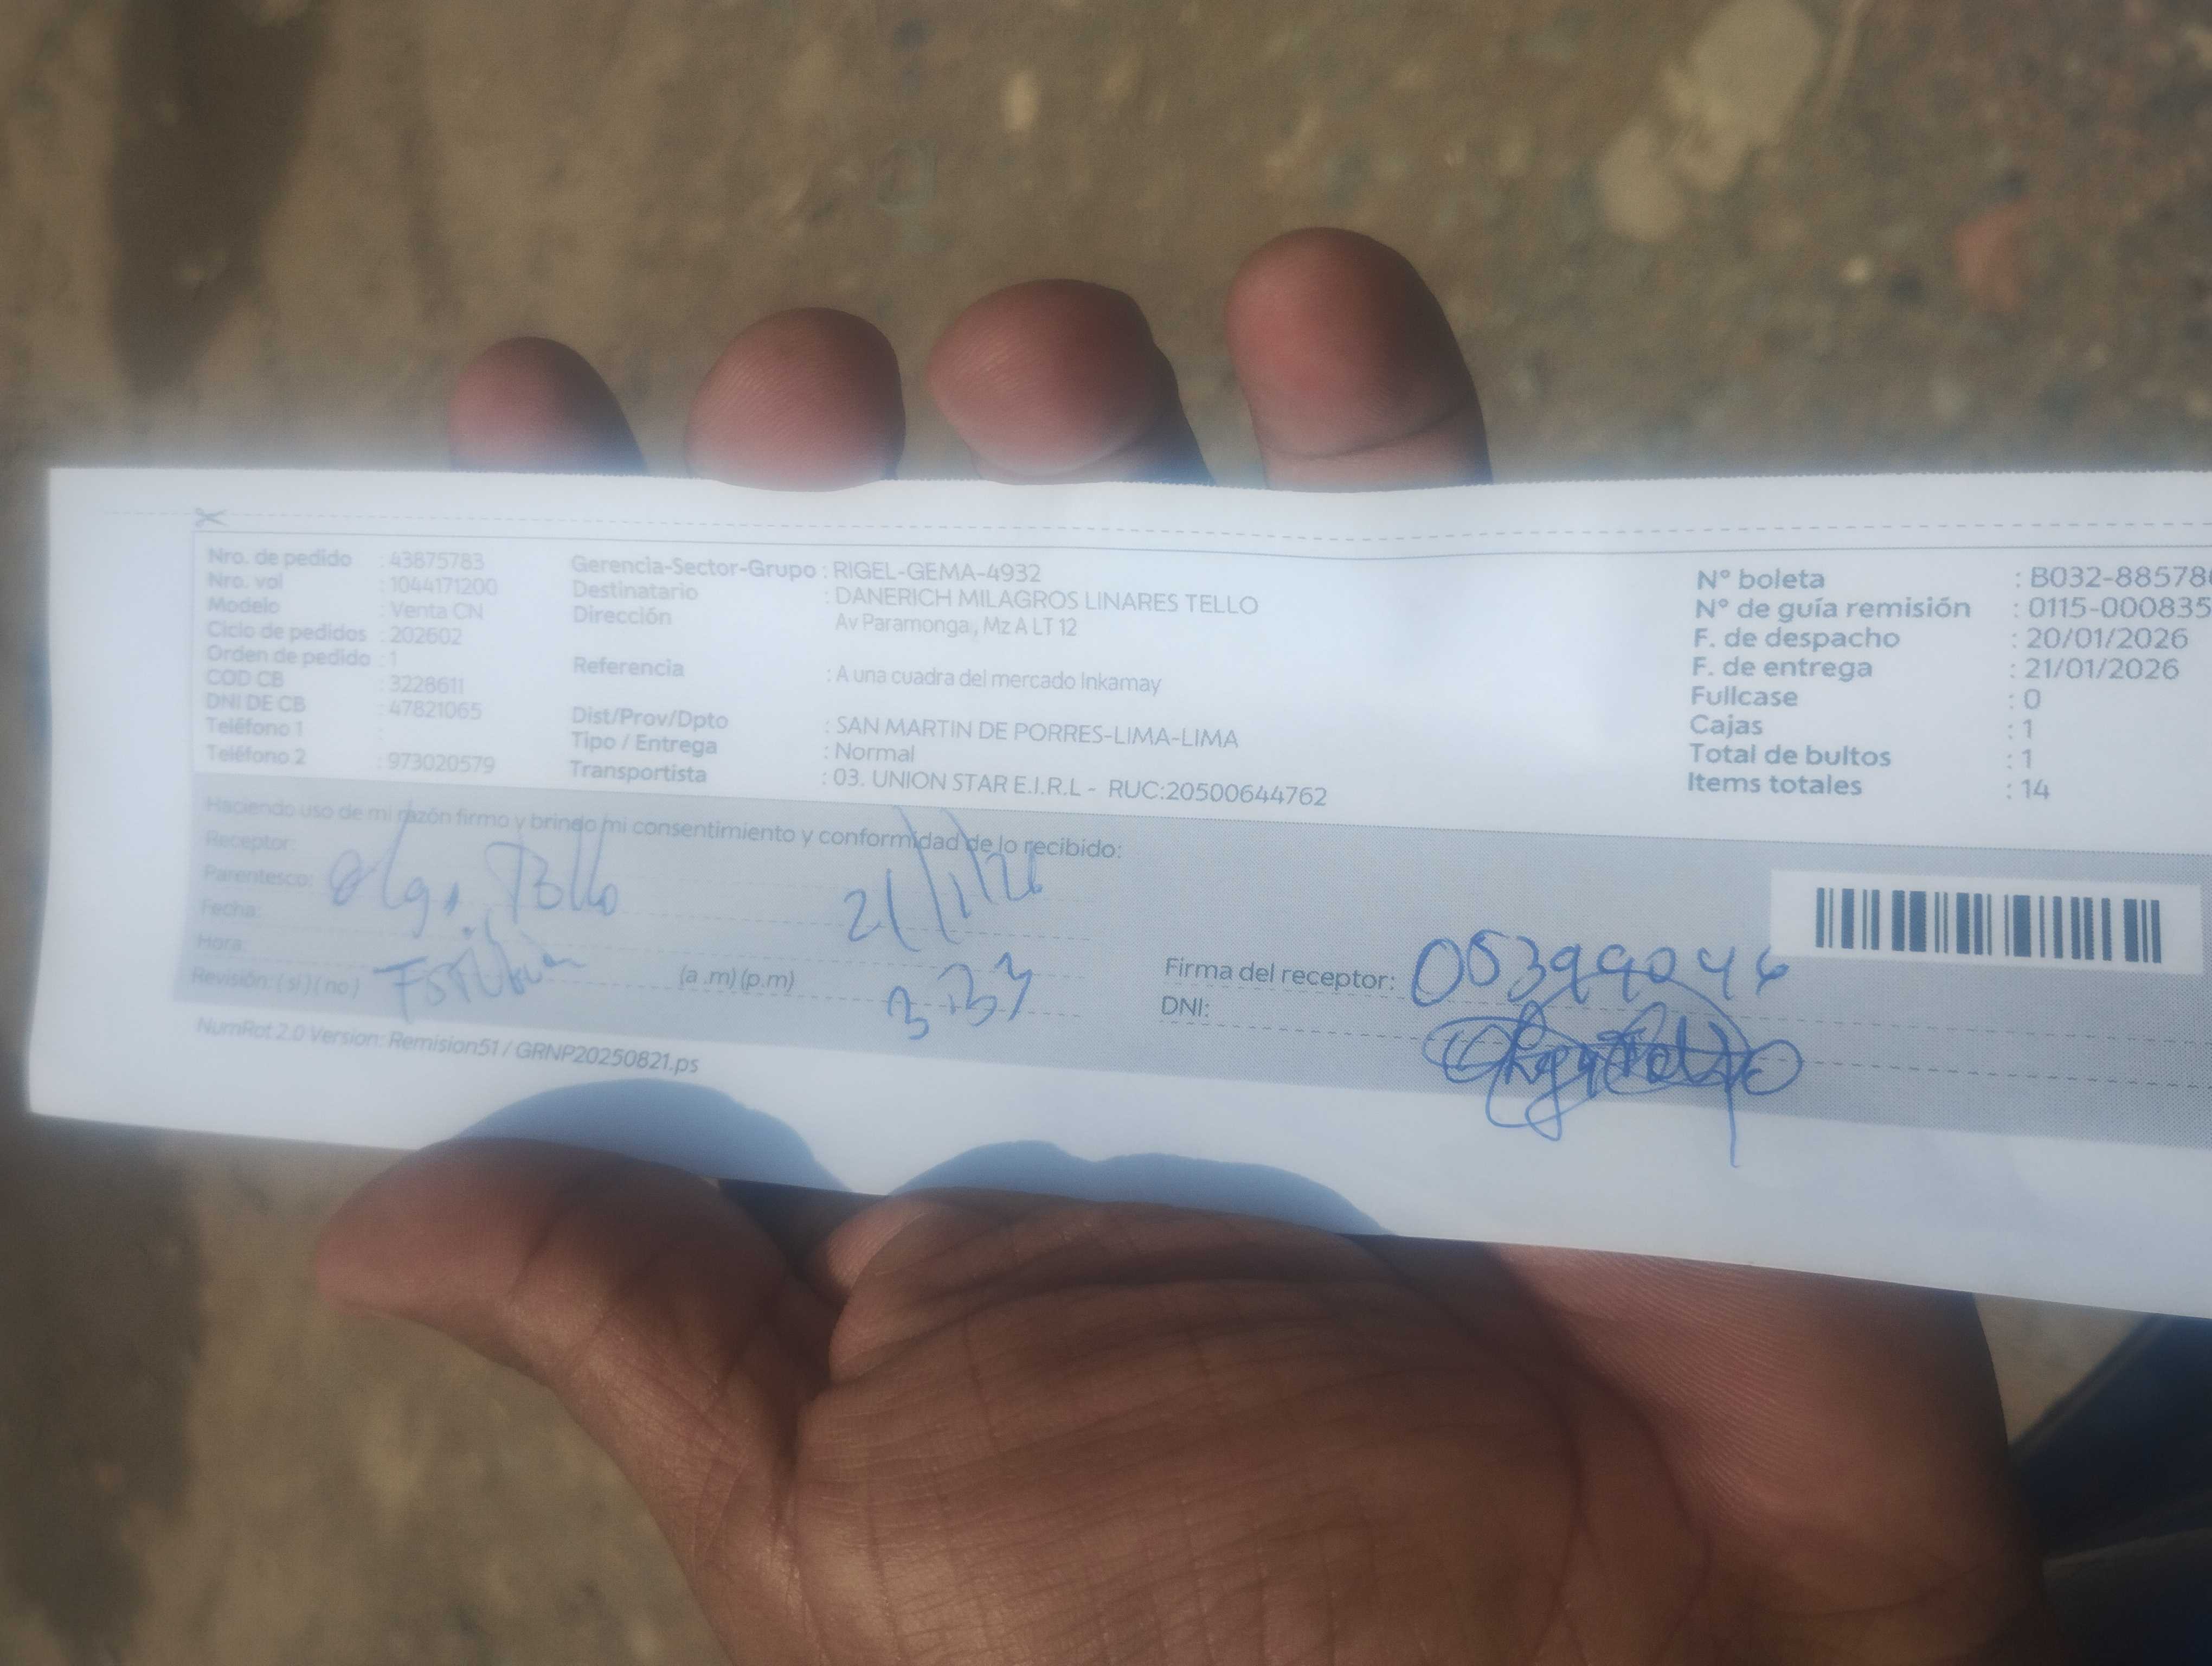 Nro. de pedido : 43875783
Nro. vol : 1044171200
Modelo : Venta CN
Ciclo de pedidos : 202602
Orden de pedido : 1
COD CB : 3228611
DNI DE CB : 47821065
Teléfono 1 :
Teléfono 2 : 973020579
Gerencia-Sector-Grupo : RIGEL-GEMA-4932
Destinatario : DANERICH MILAGROS LINARES TELLO
Dirección Av Paramonga , Mz A LT 12
Referencia : A una cuadra del mercado Inkamay
Dist/Prov/Dpto : SAN MARTIN DE PORRES-LIMA-LIMA
Tipo / Entrega : Normal
Transportista : 03. UNION STAR E.I.R.L - RUC:20500644762
N° boleta : B032-88578
N° de guía remisión : 0115-000835
F. de despacho : 20/01/2026
F. de entrega : 21/01/2026
Fullcase : 0
Cajas : 1
Total de bultos : 1
Items totales : 14
Haciendo uso de mi razón firmo y brindo mi consentimiento y conformidad de lo recibido:
Receptor:
Parentesco: Olga Tello
Fecha: 21/1/26
Hora: (a .m) (p.m)
Revisión: ( si ) ( no )
Firma del receptor:
DNI:
NumRot 2.0 Version: Remision51 / GRNP20250821.ps